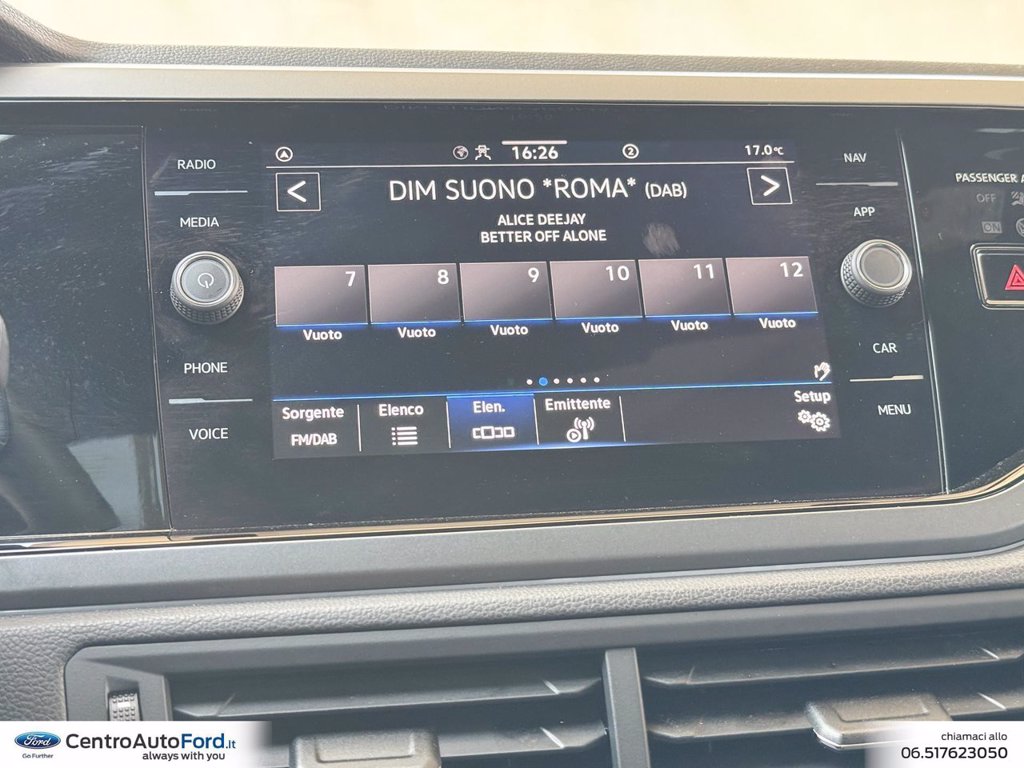 RADIO
MEDIA
PHONE
VOICE
16:26
2
17.0°C
<
DIM SUONO *ROMA* (DAB)
>
ALICE DEEJAY
BETTER OFF ALONE
7
8
9
10
11
12
Vuoto
Vuoto
Vuoto
Vuoto
Vuoto
Vuoto
Sorgente
FM/DAB
Elenco
Elen.
Emittente
Setup
NAV
APP
CAR
MENU
PASSENGER
OFF
ON
Ford
Go Further
CentroAutoFord.it
always with you
chiamaci allo
06.517623050